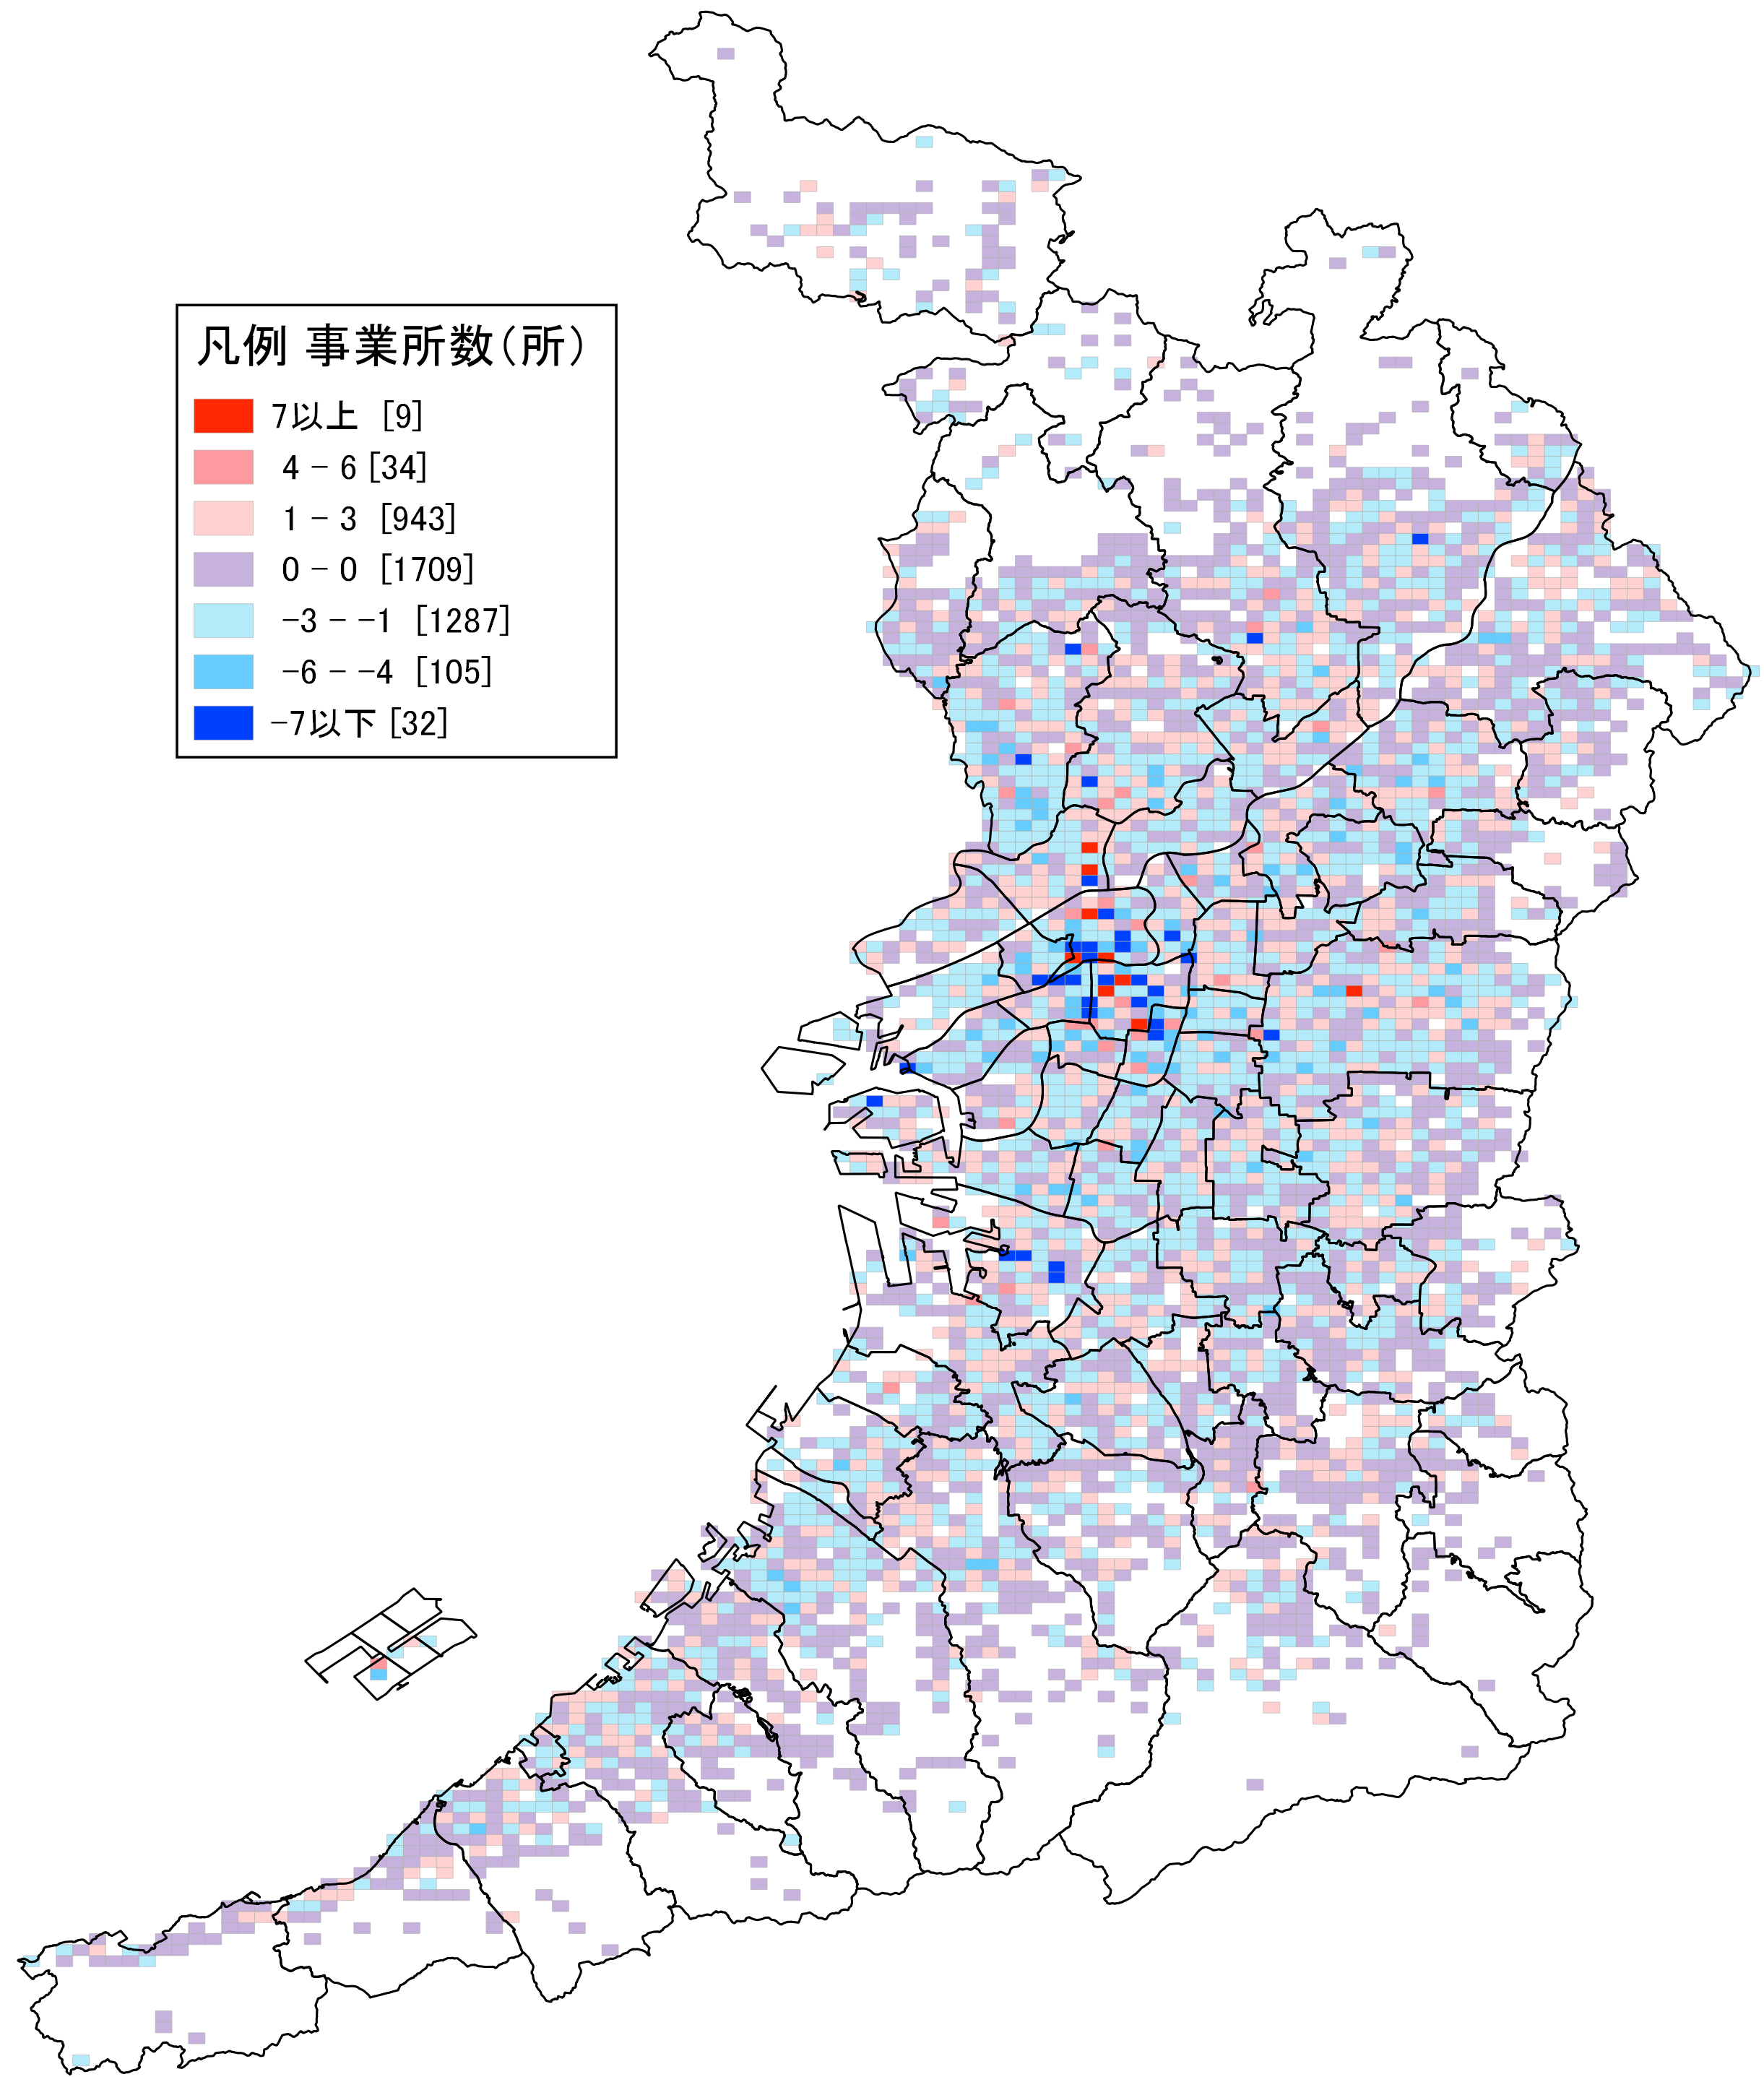 凡例 事業所数（所）
7以上 [9]
4 － 6 [34]
1 － 3 [943]
0 － 0 [1709]
－3 － －1 [1287]
－6 － －4 [105]
－7以下 [32]